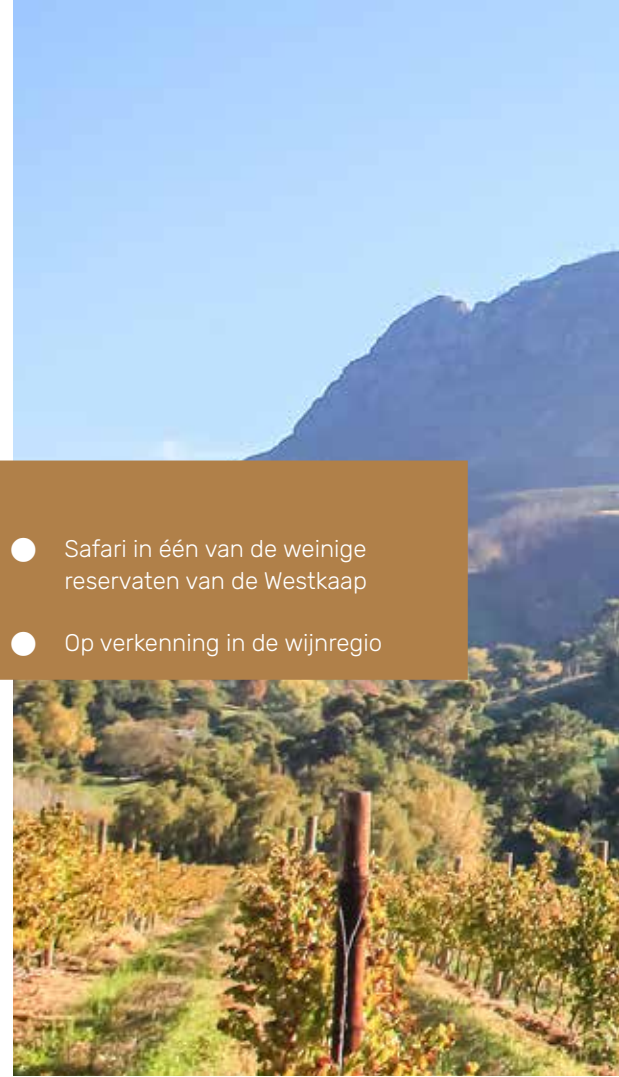 Safari in één van de weinige
reservaten van de Westkaap
Op verkenning in de wijnregio